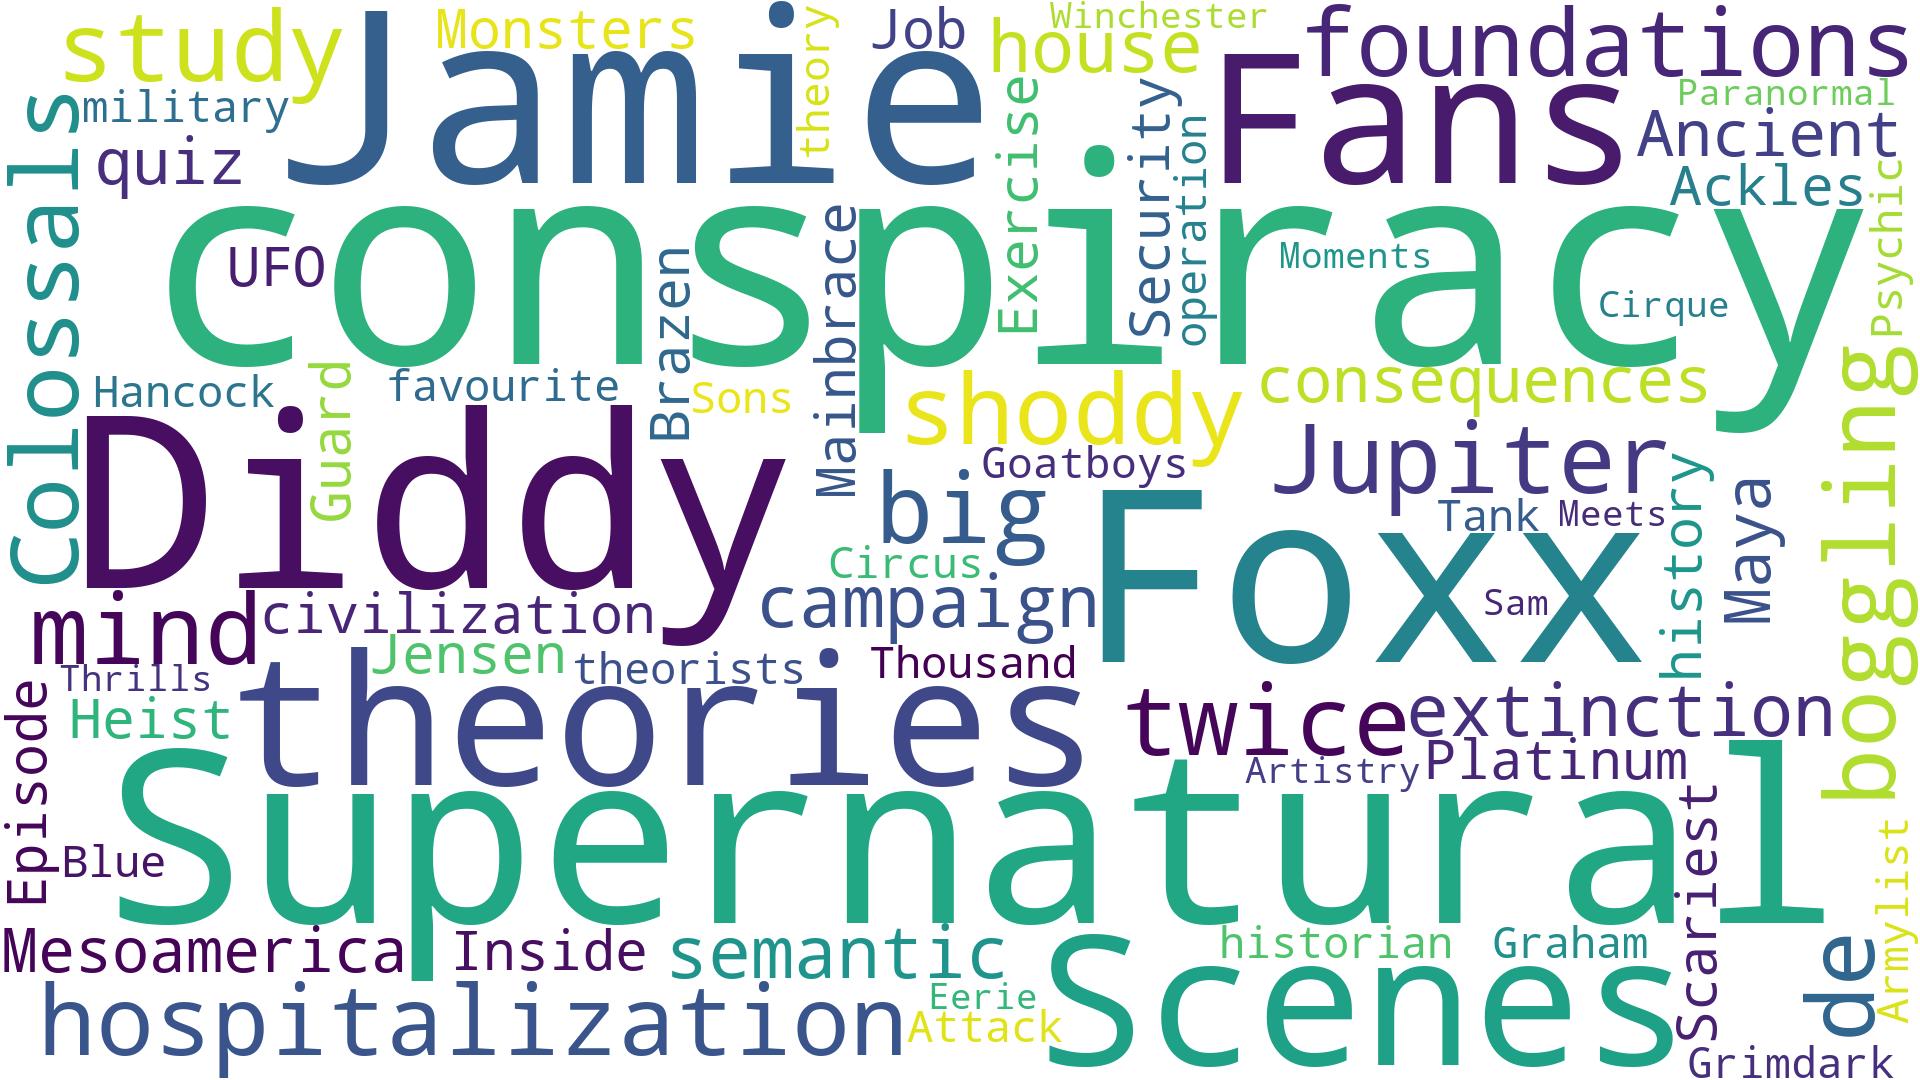 study
Monsters
Jamie
theory
Job
Winchester
house
Fans
foundations
military
quiz
Paranormal
Ancient
Ackles
Colossals
Exercise
Security
operation
Psychic
conspiracy
UFO
Moments
Cirque
Brazen
Mainbrace
Hancock
Guard
favourite
Sons
shoddy
consequences
boggling
Diddy
Goatboys
Jupiter
big
Foxx
Tank
Meets
history
Maya
Circus
campaign
Sam
mind
civilization
Jensen
theorists
Thousand
Thrills
Heist
theories
twice
extinction
Episode
Artistry
Platinum
Supernatural
Blue
Scariest
Armylist
Mesoamerica
Inside
semantic
historian
Graham
Scenes
de
hospitalization
Eerie
Attack
Grimdark